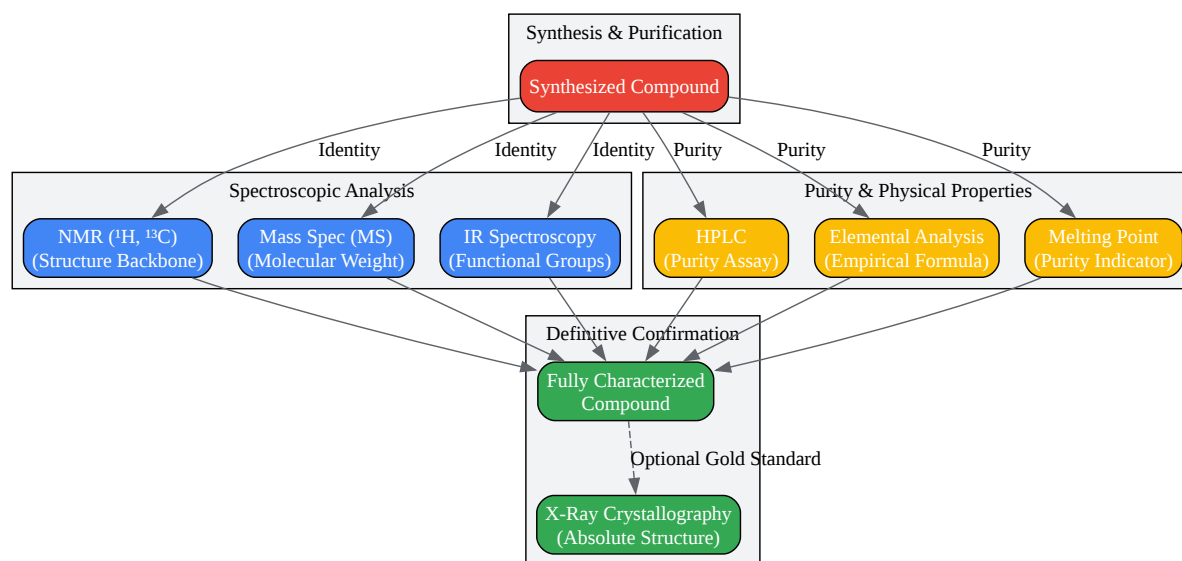 Synthesis & Purification
Synthesized Compound
Identity
Identity
Identity
Purity
Purity
Purity
Spectroscopic Analysis
Purity & Physical Properties
NMR (¹H, ¹³C)
(Structure Backbone)
Mass Spec (MS)
(Molecular Weight)
IR Spectroscopy
(Functional Groups)
HPLC
(Purity Assay)
Elemental Analysis
(Empirical Formula)
Melting Point
(Purity Indicator)
Definitive Confirmation
Fully Characterized
Compound
Optional Gold Standard
X-Ray Crystallography
(Absolute Structure)